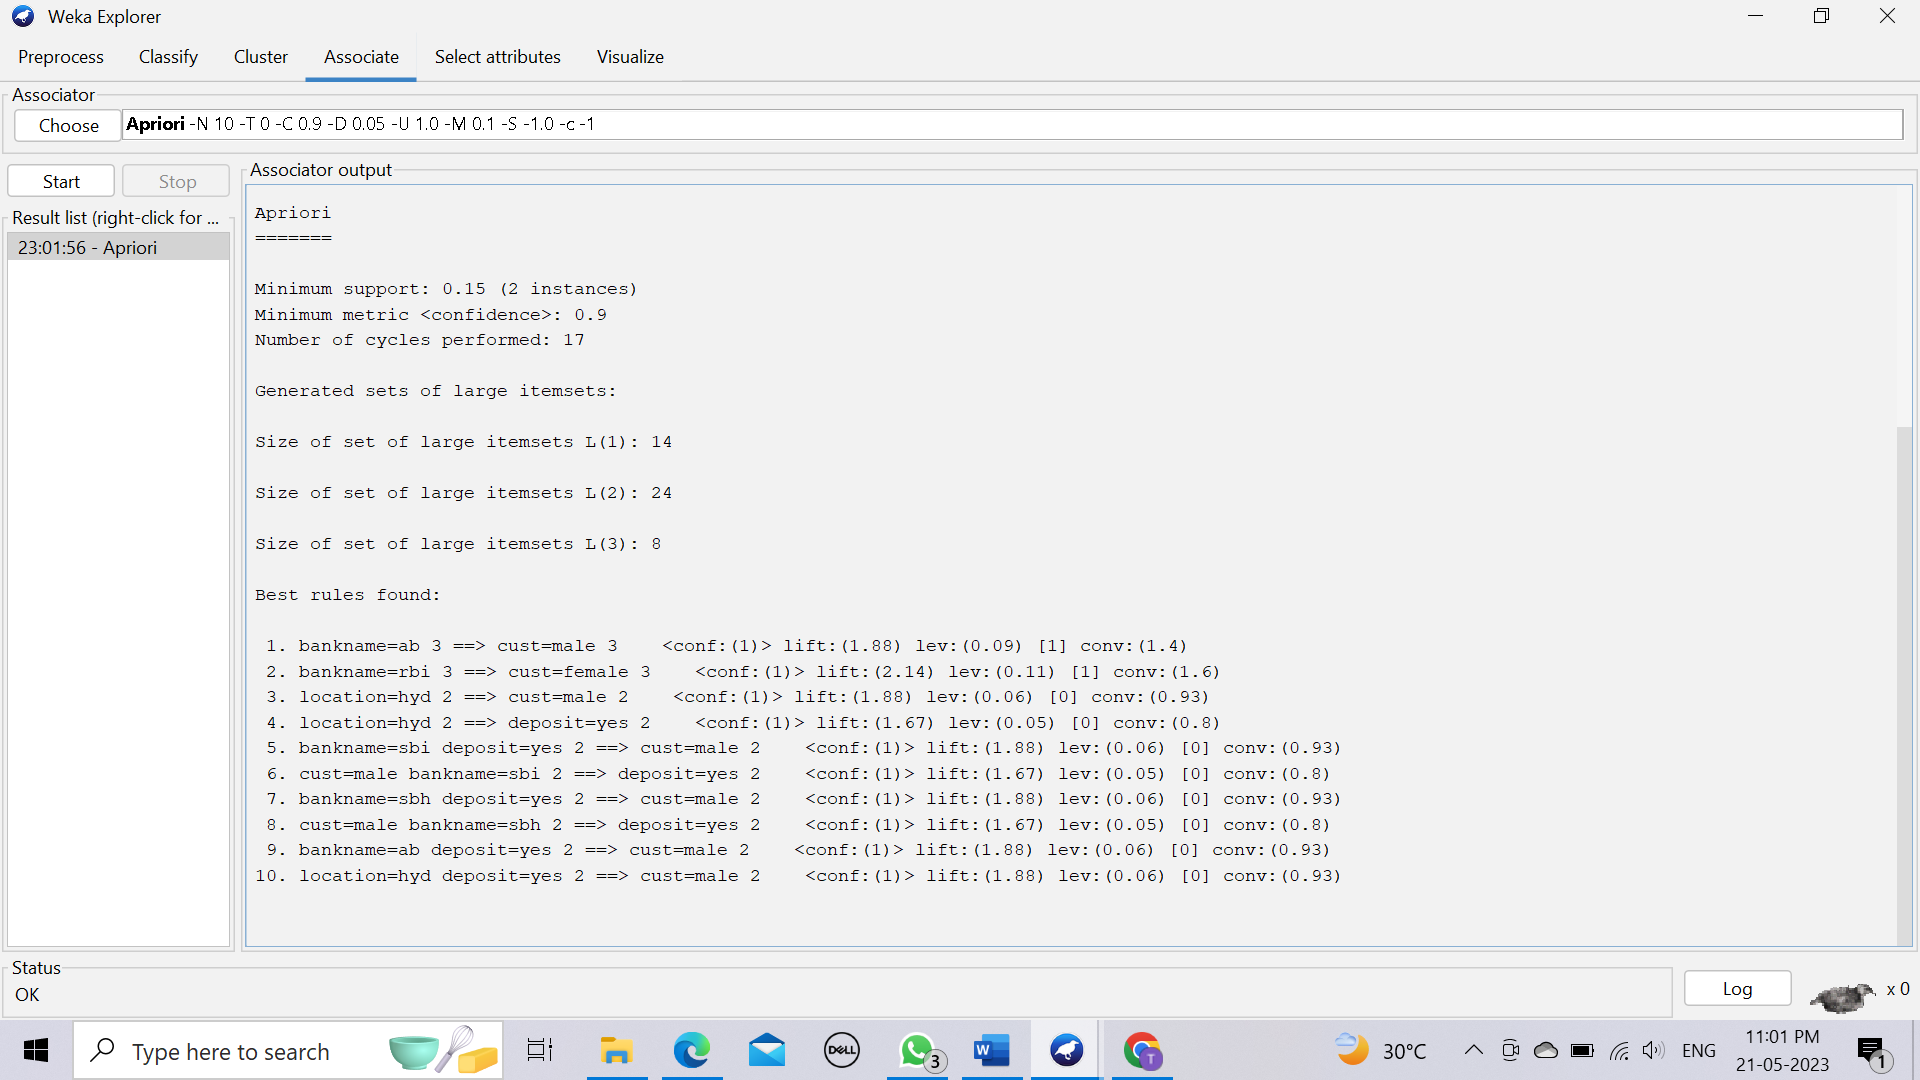 Weka Explorer
Preprocess Classify Cluster Associate Select attributes Visualize
Associator
Choose Apriori -N 10 -T 0 -C 0.9 -D 0.05 -U 1.0 -M 0.1 -S -1.0 -c -1
Start Stop
Result list (right-click for ...
23:01:56 - Apriori
Associator output
Apriori
=======
Minimum support: 0.15 (2 instances)
Minimum metric <confidence>: 0.9
Number of cycles performed: 17
Generated sets of large itemsets:
Size of set of large itemsets L(1): 14
Size of set of large itemsets L(2): 24
Size of set of large itemsets L(3): 8
Best rules found:
1. bankname=ab 3 ==> cust=male 3 <conf:(1)> lift:(1.88) lev:(0.09) [1] conv:(1.4)
2. bankname=rbi 3 ==> cust=female 3 <conf:(1)> lift:(2.14) lev:(0.11) [1] conv:(1.6)
3. location=hyd 2 ==> cust=male 2 <conf:(1)> lift:(1.88) lev:(0.06) [0] conv:(0.93)
4. location=hyd 2 ==> deposit=yes 2 <conf:(1)> lift:(1.67) lev:(0.05) [0] conv:(0.8)
5. bankname=sbi deposit=yes 2 ==> cust=male 2 <conf:(1)> lift:(1.88) lev:(0.06) [0] conv:(0.93)
6. cust=male bankname=sbi 2 ==> deposit=yes 2 <conf:(1)> lift:(1.67) lev:(0.05) [0] conv:(0.8)
7. bankname=sbh deposit=yes 2 ==> cust=male 2 <conf:(1)> lift:(1.88) lev:(0.06) [0] conv:(0.93)
8. cust=male bankname=sbh 2 ==> deposit=yes 2 <conf:(1)> lift:(1.67) lev:(0.05) [0] conv:(0.8)
9. bankname=ab deposit=yes 2 ==> cust=male 2 <conf:(1)> lift:(1.88) lev:(0.06) [0] conv:(0.93)
10. location=hyd deposit=yes 2 ==> cust=male 2 <conf:(1)> lift:(1.88) lev:(0.06) [0] conv:(0.93)
Status
OK
Log x 0
Type here to search
DELL
3
W
T
30°C
ENG
11:01 PM
21-05-2023
1